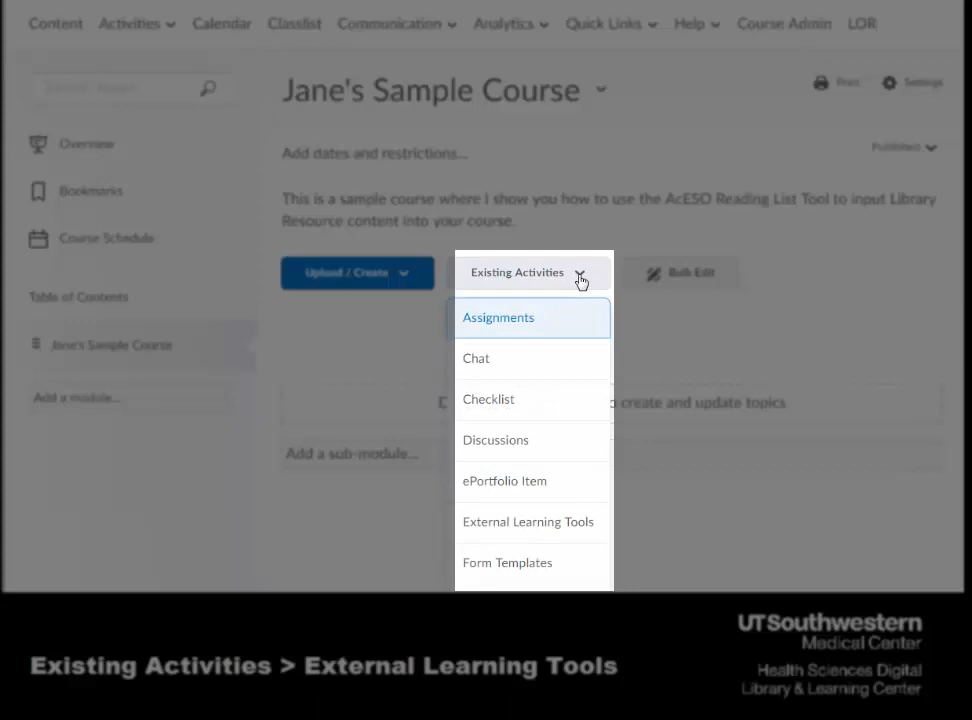 Content Activities Calendar Classlist Communication Analytics Quick Links Help Course Admin LOR
Jane's Sample Course
Print Settings
Overview
Add dates and restrictions...
Published
Bookmarks
This is a sample course where I show you how to use the AcESO Reading List Tool to input Library
Resource content into your course.
Course Schedule
Upload / Create Existing Activities Bulk Edit
Table of Contents
Assignments
Jane's Sample Course
Chat
Add a module...
Checklist
create and update topics
Discussions
Add a sub-module...
ePortfolio Item
External Learning Tools
Form Templates
Existing Activities > External Learning Tools
UTSouthwestern
Medical Center
Health Sciences Digital
Library & Learning Center